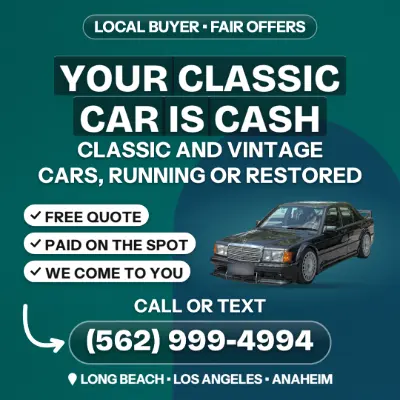 LOCAL BUYER • FAIR OFFERS
YOUR CLASSIC
CAR IS CASH
CLASSIC AND VINTAGE
CARS, RUNNING OR RESTORED
FREE QUOTE
PAID ON THE SPOT
WE COME TO YOU
CALL OR TEXT
(562) 999-4994
LONG BEACH • LOS ANGELES • ANAHEIM